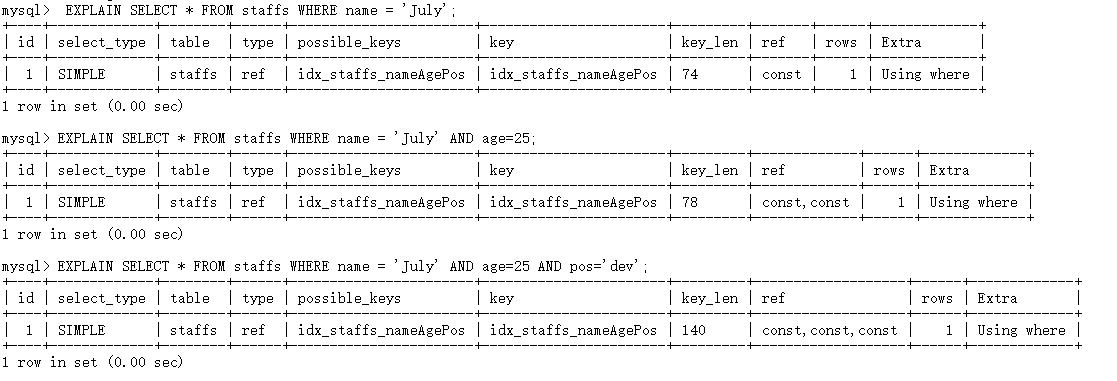 mysql>  EXPLAIN SELECT * FROM staffs WHERE name = 'July';
+----+-------------+--------+------+-----------------------+-----------------------+---------+-------+------+-------------+
| id | select_type | table  | type | possible_keys         | key                   | key_len | ref   | rows | Extra       |
+----+-------------+--------+------+-----------------------+-----------------------+---------+-------+------+-------------+
|  1 | SIMPLE      | staffs | ref  | idx_staffs_nameAgePos | idx_staffs_nameAgePos | 74      | const |    1 | Using where |
+----+-------------+--------+------+-----------------------+-----------------------+---------+-------+------+-------------+
1 row in set (0.00 sec)
mysql> EXPLAIN SELECT * FROM staffs WHERE name = 'July' AND age=25;
+----+-------------+--------+------+-----------------------+-----------------------+---------+-------------+------+-------------+
| id | select_type | table  | type | possible_keys         | key                   | key_len | ref         | rows | Extra       |
+----+-------------+--------+------+-----------------------+-----------------------+---------+-------------+------+-------------+
|  1 | SIMPLE      | staffs | ref  | idx_staffs_nameAgePos | idx_staffs_nameAgePos | 78      | const,const |    1 | Using where |
+----+-------------+--------+------+-----------------------+-----------------------+---------+-------------+------+-------------+
1 row in set (0.00 sec)
mysql> EXPLAIN SELECT * FROM staffs WHERE name = 'July' AND age=25 AND pos='dev';
+----+-------------+--------+------+-----------------------+-----------------------+---------+-------------------+------+-------------+
| id | select_type | table  | type | possible_keys         | key                   | key_len | ref               | rows | Extra       |
+----+-------------+--------+------+-----------------------+-----------------------+---------+-------------------+------+-------------+
|  1 | SIMPLE      | staffs | ref  | idx_staffs_nameAgePos | idx_staffs_nameAgePos | 140     | const,const,const |    1 | Using where |
+----+-------------+--------+------+-----------------------+-----------------------+---------+-------------------+------+-------------+
1 row in set (0.00 sec)